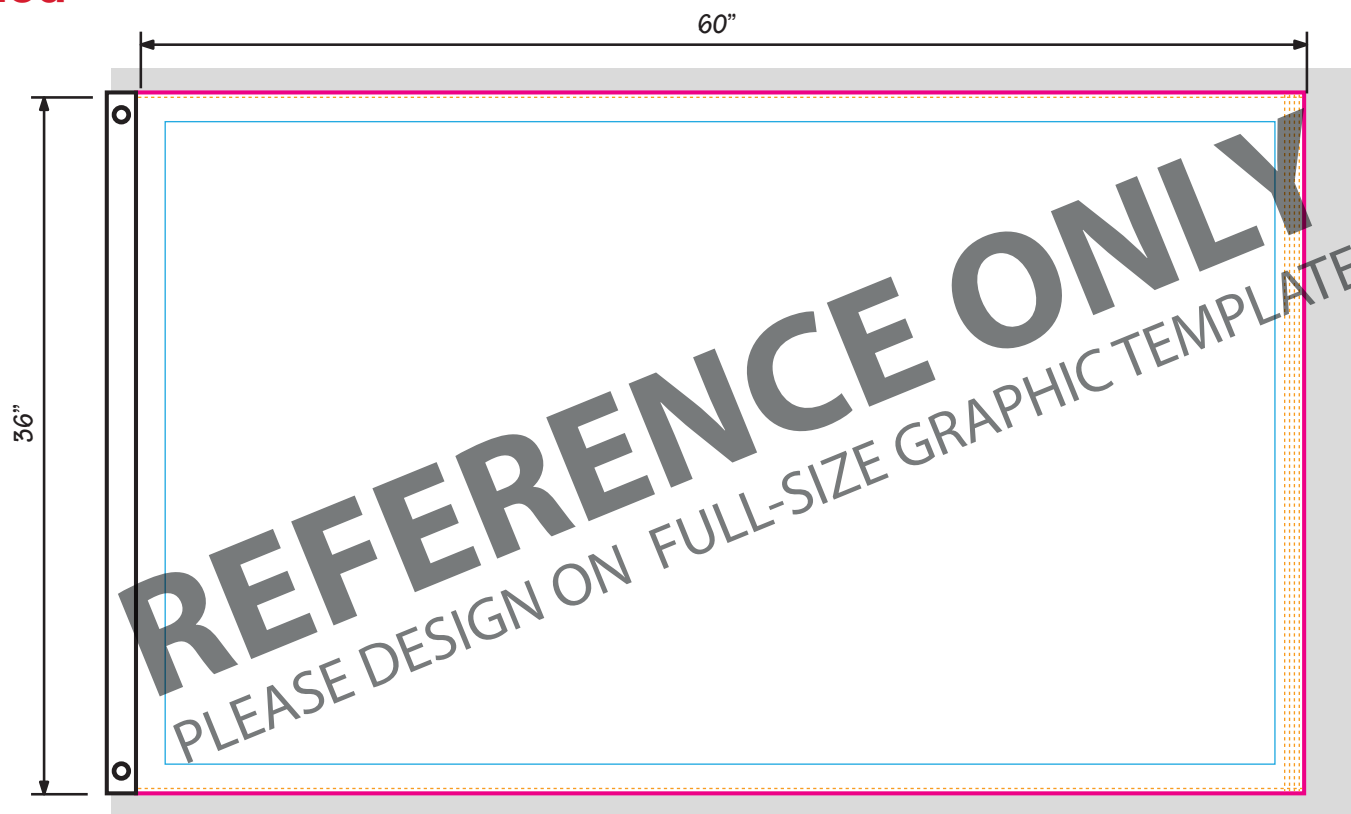 60”
36”
REFERENCE ONLY
PLEASE DESIGN ON FULL-SIZE GRAPHIC TEMPLATE